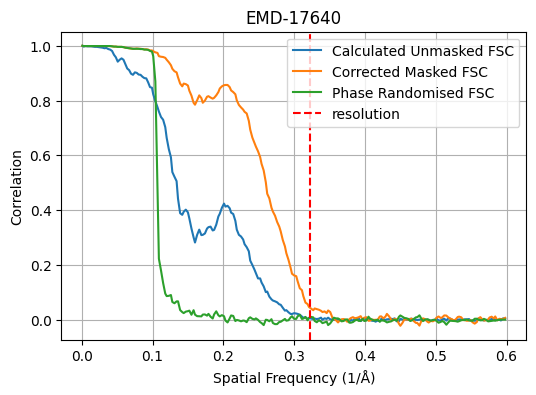 EMD-17640
Calculated Unmasked FSC
Corrected Masked FSC
Phase Randomised FSC
resolution
Correlation
1.0
0.8
0.6
0.4
0.2
0.0
0.0 0.1 0.2 0.3 0.4 0.5 0.6
Spatial Frequency (1/Å)